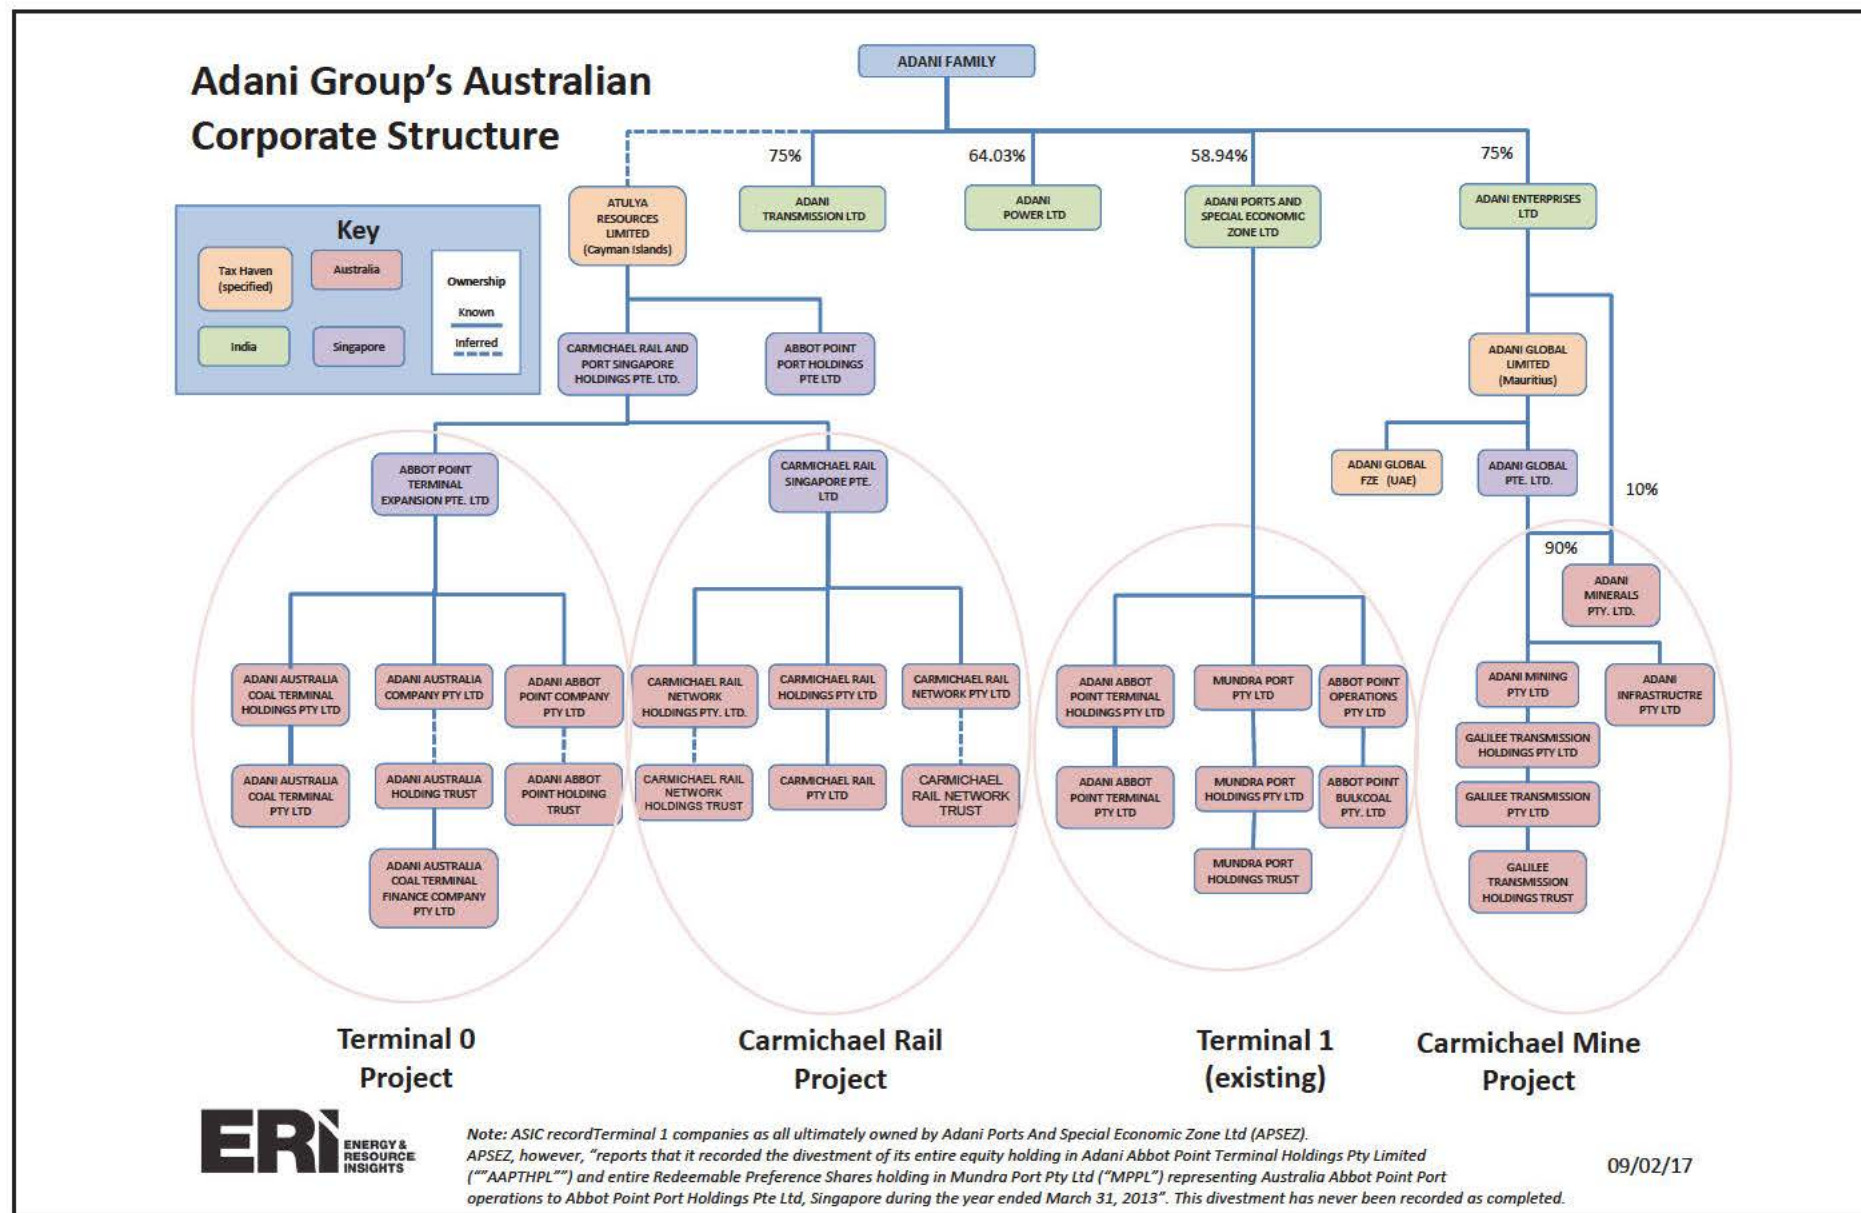 Adani Group's Australian
Corporate Structure
ADANI FAMILY
75%
64.03%
58.94%
75%
ATULYA
RESOURCES
LIMITED
(Cayman Islands)
ADANI
TRANSMISSION LTD
ADANI
POWER LTD
ADANI PORTS AND
SPECIAL ECONOMIC
ZONE LTD
ADANI ENTERPRISES
LTD
Key
Tax Haven
(specified)
Australia
India
Singapore
Ownership
Known
Inferred
CARMICHAEL RAIL AND
PORT SINGAPORE
HOLDINGS PTE. LTD.
ABBOT POINT
PORT HOLDINGS
PTE LTD
ADANI GLOBAL
LIMITED
(Mauritius)
ABBOT POINT
TERMINAL
EXPANSION PTE. LTD
CARMICHAEL RAIL
SINGAPORE PTE.
LTD
ADANI GLOBAL
FZE (UAE)
ADANI GLOBAL
PTE. LTD.
10%
90%
ADANI
MINERALS
PTY. LTD.
ADANI AUSTRALIA
COAL TERMINAL
HOLDINGS PTY LTD
ADANI AUSTRALIA
COMPANY PTY LTD
ADANI ABBOT
POINT COMPANY
PTY LTD
CARMICHAEL RAIL
NETWORK
HOLDINGS PTY. LTD.
CARMICHAEL RAIL
HOLDINGS PTY LTD
CARMICHAEL RAIL
NETWORK PTY LTD
ADANI ABBOT
POINT TERMINAL
HOLDINGS PTY LTD
MUNDRA PORT
PTY LTD
ABBOT POINT
OPERATIONS
PTY LTD
ADANI MINING
PTY LTD
ADANI
INFRASTRUCTRE
PTY LTD
GALILEE TRANSMISSION
HOLDINGS PTY LTD
ADANI AUSTRALIA
COAL TERMINAL
PTY LTD
ADANI AUSTRALIA
HOLDING TRUST
ADANI ABBOT
POINT HOLDING
TRUST
CARMICHAEL RAIL
NETWORK
HOLDINGS TRUST
CARMICHAEL RAIL
PTY LTD
CARMICHAEL
RAIL NETWORK
TRUST
ADANI ABBOT
POINT TERMINAL
PTY LTD
MUNDRA PORT
HOLDINGS PTY LTD
ABBOT POINT
BULKCOAL
PTY. LTD
GALILEE TRANSMISSION
PTY LTD
ADANI AUSTRALIA
COAL TERMINAL
FINANCE COMPANY
PTY LTD
MUNDRA PORT
HOLDINGS TRUST
GALILEE
TRANSMISSION
HOLDINGS TRUST
Terminal 0
Project
Carmichael Rail
Project
Terminal 1
(existing)
Carmichael Mine
Project
ERi
ENERGY &
RESOURCE
INSIGHTS
Note: ASIC recordTerminal 1 companies as all ultimately owned by Adani Ports And Special Economic Zone Ltd (APSEZ).
APSEZ, however, "reports that it recorded the divestment of its entire equity holding in Adani Abbot Point Terminal Holdings Pty Limited
(""AAPTHPL"") and entire Redeemable Preference Shares holding in Mundra Port Pty Ltd ("MPPL") representing Australia Abbot Point Port
operations to Abbot Point Port Holdings Pte Ltd, Singapore during the year ended March 31, 2013". This divestment has never been recorded as completed.
09/02/17